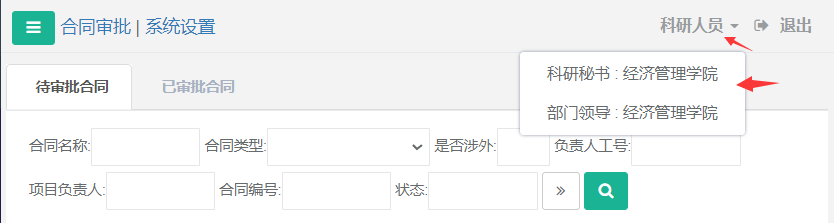 合同审批 | 系统设置 科研人员 退出
科研秘书 : 经济管理学院
待审批合同 已审批合同
部门领导 : 经济管理学院
合同名称: 合同类型: 是否涉外: 负责人工号:
项目负责人: 合同编号: 状态: »